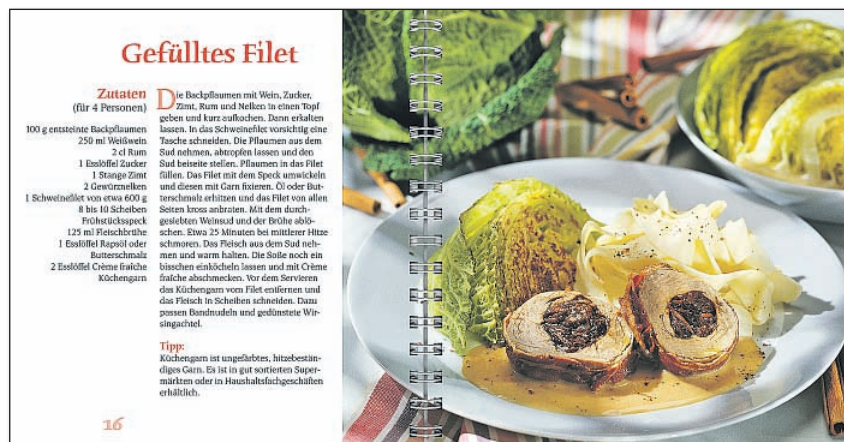 Gefülltes Filet
Zutaten
(für 4 Personen)
100 g entsteinte Backpflaumen
250 ml Weißwein
2 cl Rum
1 Esslöffel Zucker
1 Stange Zimt
2 Gewürznelken
1 Schweinefilet von etwa 600 g
8 bis 10 Scheiben
Frühstücksspeck
125 ml Fleischbrühe
1 Esslöffel Rapsöl oder
Butterschmalz
2 Esslöffel Crème fraîche
Küchengarn
Die Backpflaumen mit Wein, Zucker,
Zimt, Rum und Nelken in einen Topf
geben und kurz aufkochen. Dann erkalten
lassen. In das Schweinefilet vorsichtig eine
Tasche schneiden. Die Pflaumen aus dem
Sud nehmen, abtropfen lassen und den
Sud beiseite stellen. Pflaumen in das Filet
füllen. Das Filet mit dem Speck umwickeln
und diesen mit Garn fixieren. Öl oder But-
terschmalz erhitzen und das Filet von allen
Seiten kross anbraten. Mit dem durch-
gesiebten Weinsud und der Brühe ablö-
schen. Etwa 25 Minuten bei mittlerer Hitze
schmoren. Das Fleisch aus dem Sud neh-
men und warm halten. Die Soße noch ein
bisschen einköcheln lassen und mit Crème
fraîche abschmecken. Vor dem Servieren
das Küchengarn vom Filet entfernen und
das Fleisch in Scheiben schneiden. Dazu
passen Bandnudeln und gedünstete Wir-
singachtel.
Tipp:
Küchengarn ist ungefärbtes, hitzebestän-
diges Garn. Es ist in gut sortierten Super-
märkten oder in Haushaltsfachgeschäften
erhältlich.
16